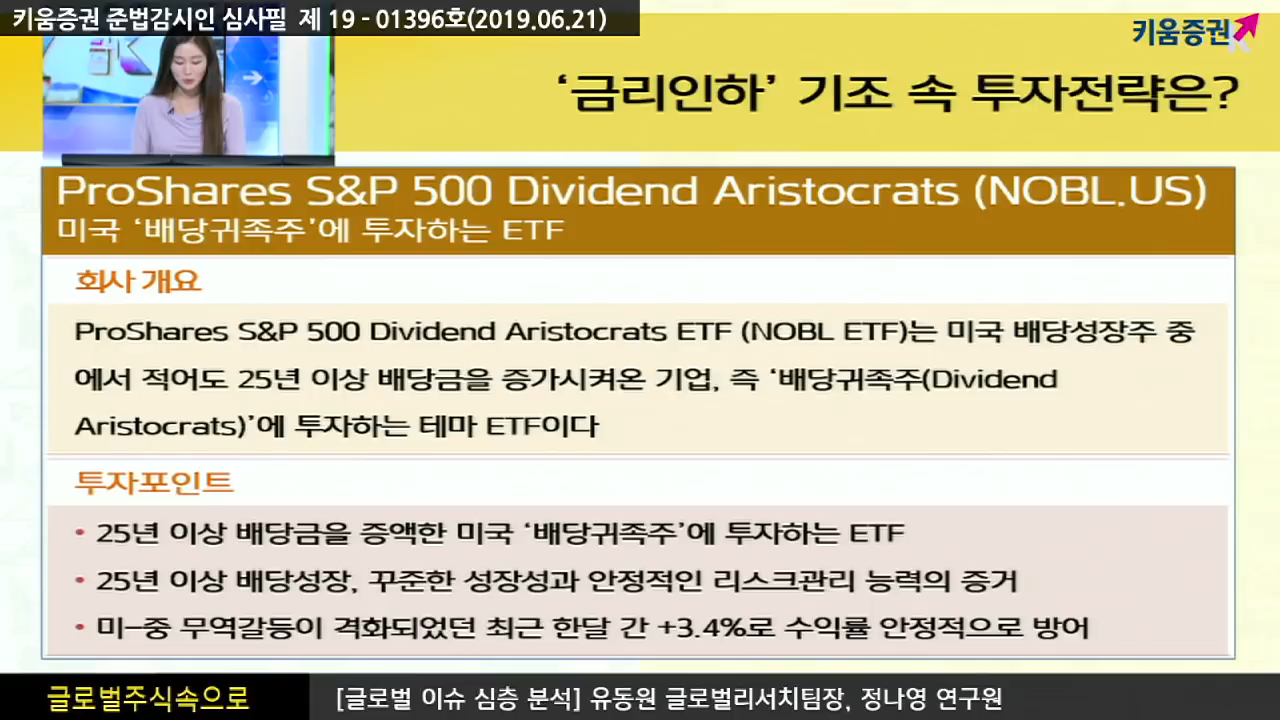 키움증권 준법감시인 심사필 제 19 - 01396호(2019.06.21)
키움증권
‘금리인하’ 기조 속 투자전략은?
ProShares S&P 500 Dividend Aristocrats (NOBL.US)
미국 ‘배당귀족주’에 투자하는 ETF
회사 개요
ProShares S&P 500 Dividend Aristocrats ETF (NOBL ETF)는 미국 배당성장주 중
에서 적어도 25년 이상 배당금을 증가시켜온 기업, 즉 ‘배당귀족주(Dividend
Aristocrats)’에 투자하는 테마 ETF이다
투자포인트
• 25년 이상 배당금을 증액한 미국 ‘배당귀족주’에 투자하는 ETF
• 25년 이상 배당성장, 꾸준한 성장성과 안정적인 리스크관리 능력의 증거
• 미-중 무역갈등이 격화되었던 최근 한달 간 +3.4%로 수익률 안정적으로 방어
글로벌주식속으로
[글로벌 이슈 심층 분석] 유동원 글로벌리서치팀장, 정나영 연구원